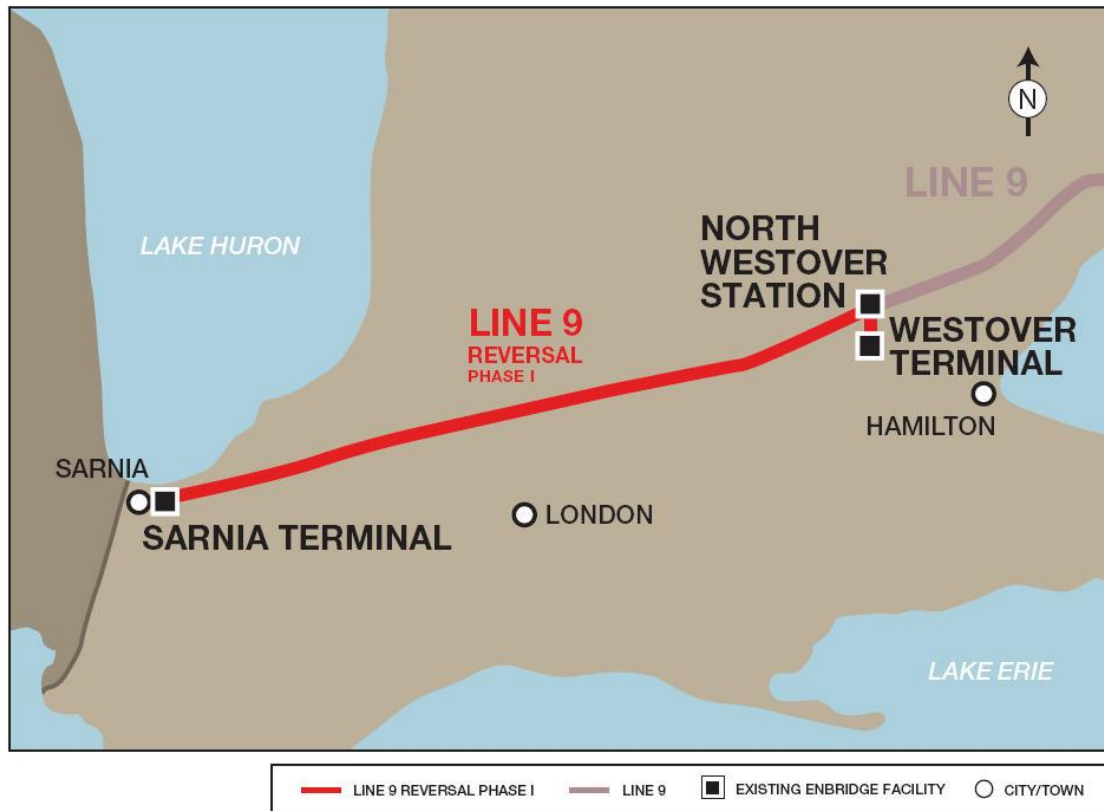 N
LINE 9
LAKE HURON
NORTH
WESTOVER
STATION
LINE 9
REVERSAL
PHASE I
WESTOVER
TERMINAL
HAMILTON
SARNIA
SARNIA TERMINAL
LONDON
LAKE ERIE
LINE 9 REVERSAL PHASE I
LINE 9
EXISTING ENBRIDGE FACILITY
CITY/TOWN